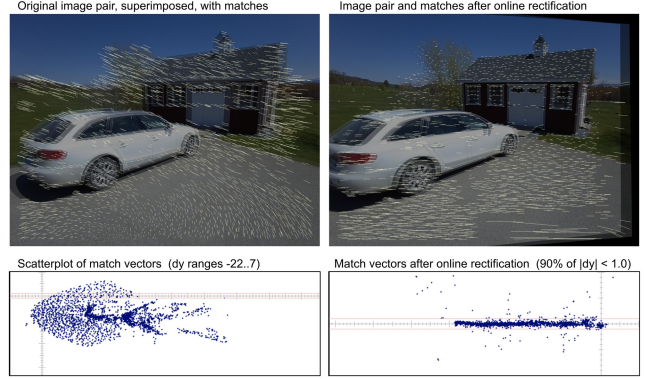 Original image pair, superimposed, with matches
Image pair and matches after online rectification
Scatterplot of match vectors (dy ranges -22..7)
Match vectors after online rectification (90% of |dy| < 1.0)